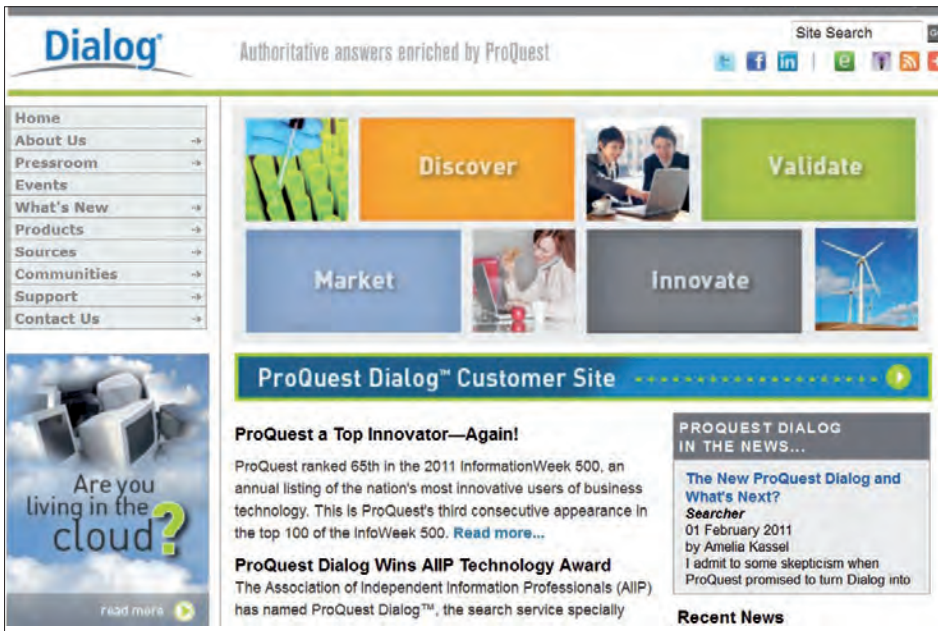 Dialog®
Authoritative answers enriched by ProQuest
Site Search
Home
About Us
Pressroom
Events
What's New
Products
Sources
Communities
Support
Contact Us
Discover
Validate
Market
Innovate
ProQuest Dialog™ Customer Site
Are you
living in the
cloud?
read more
ProQuest a Top Innovator—Again!
ProQuest ranked 65th in the 2011 InformationWeek 500, an
annual listing of the nation's most innovative users of business
technology. This is ProQuest's third consecutive appearance in
the top 100 of the InfoWeek 500. Read more...
ProQuest Dialog Wins AIIP Technology Award
The Association of Independent Information Professionals (AIIP)
has named ProQuest Dialog™, the search service specially
PROQUEST DIALOG
IN THE NEWS...
The New ProQuest Dialog and
What's Next?
Searcher
01 February 2011
by Amelia Kassel
I admit to some skepticism when
ProQuest promised to turn Dialog into
Recent News